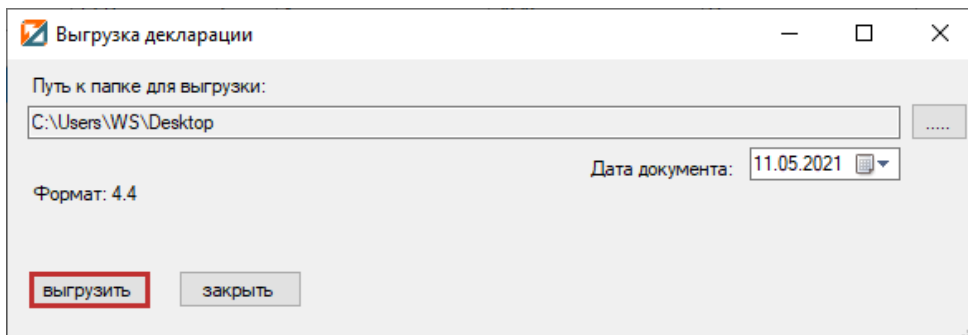 Выгрузка декларации
Путь к папке для выгрузки:
C:\Users\WS\Desktop
.....
Дата документа: 11.05.2021
Формат: 4.4
выгрузить закрыть